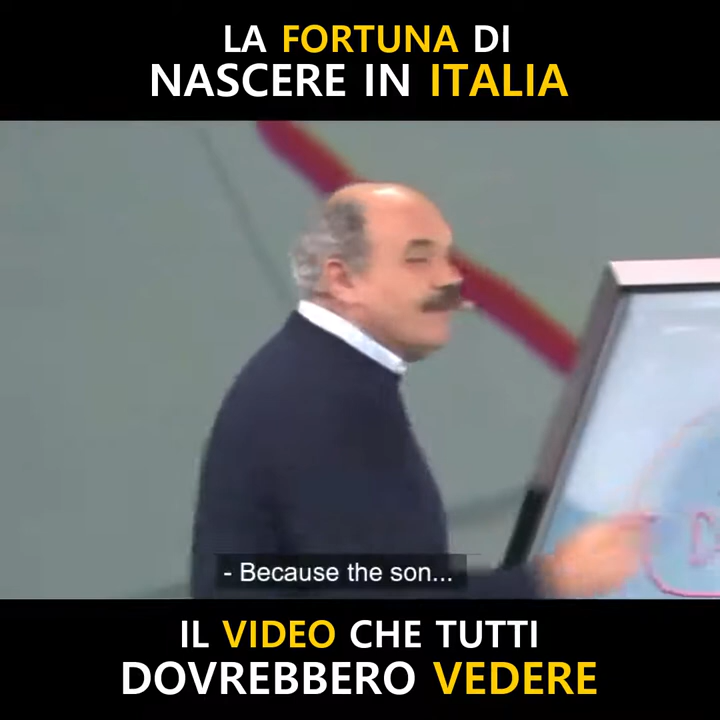 LA FORTUNA DI
NASCERE IN ITALIA
- Because the son...
IL VIDEO CHE TUTTI
DOVREBBERO VEDERE